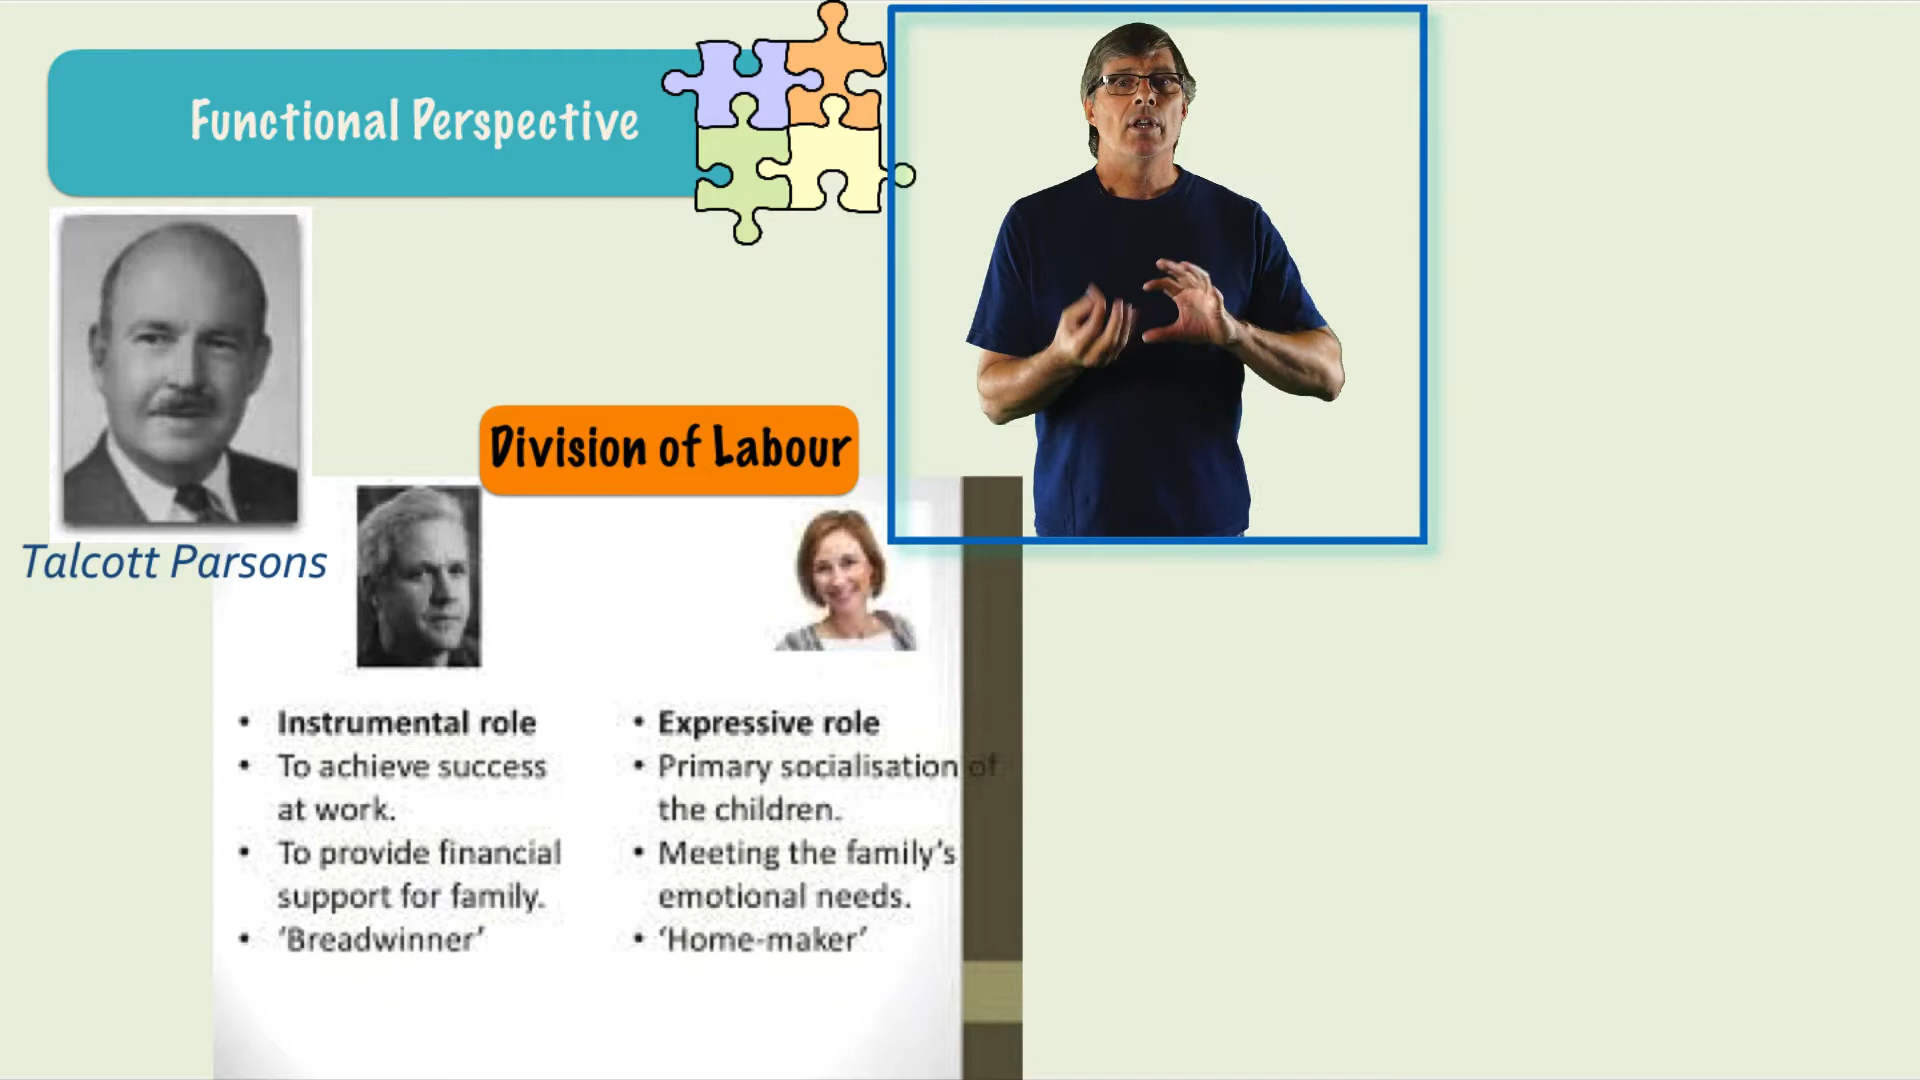 Functional Perspective
Talcott Parsons
Division of Labour
• Instrumental role
• To achieve success
at work.
• To provide financial
support for family.
• ‘Breadwinner’
• Expressive role
• Primary socialisation of
the children.
• Meeting the family’s
emotional needs.
• ‘Home-maker’